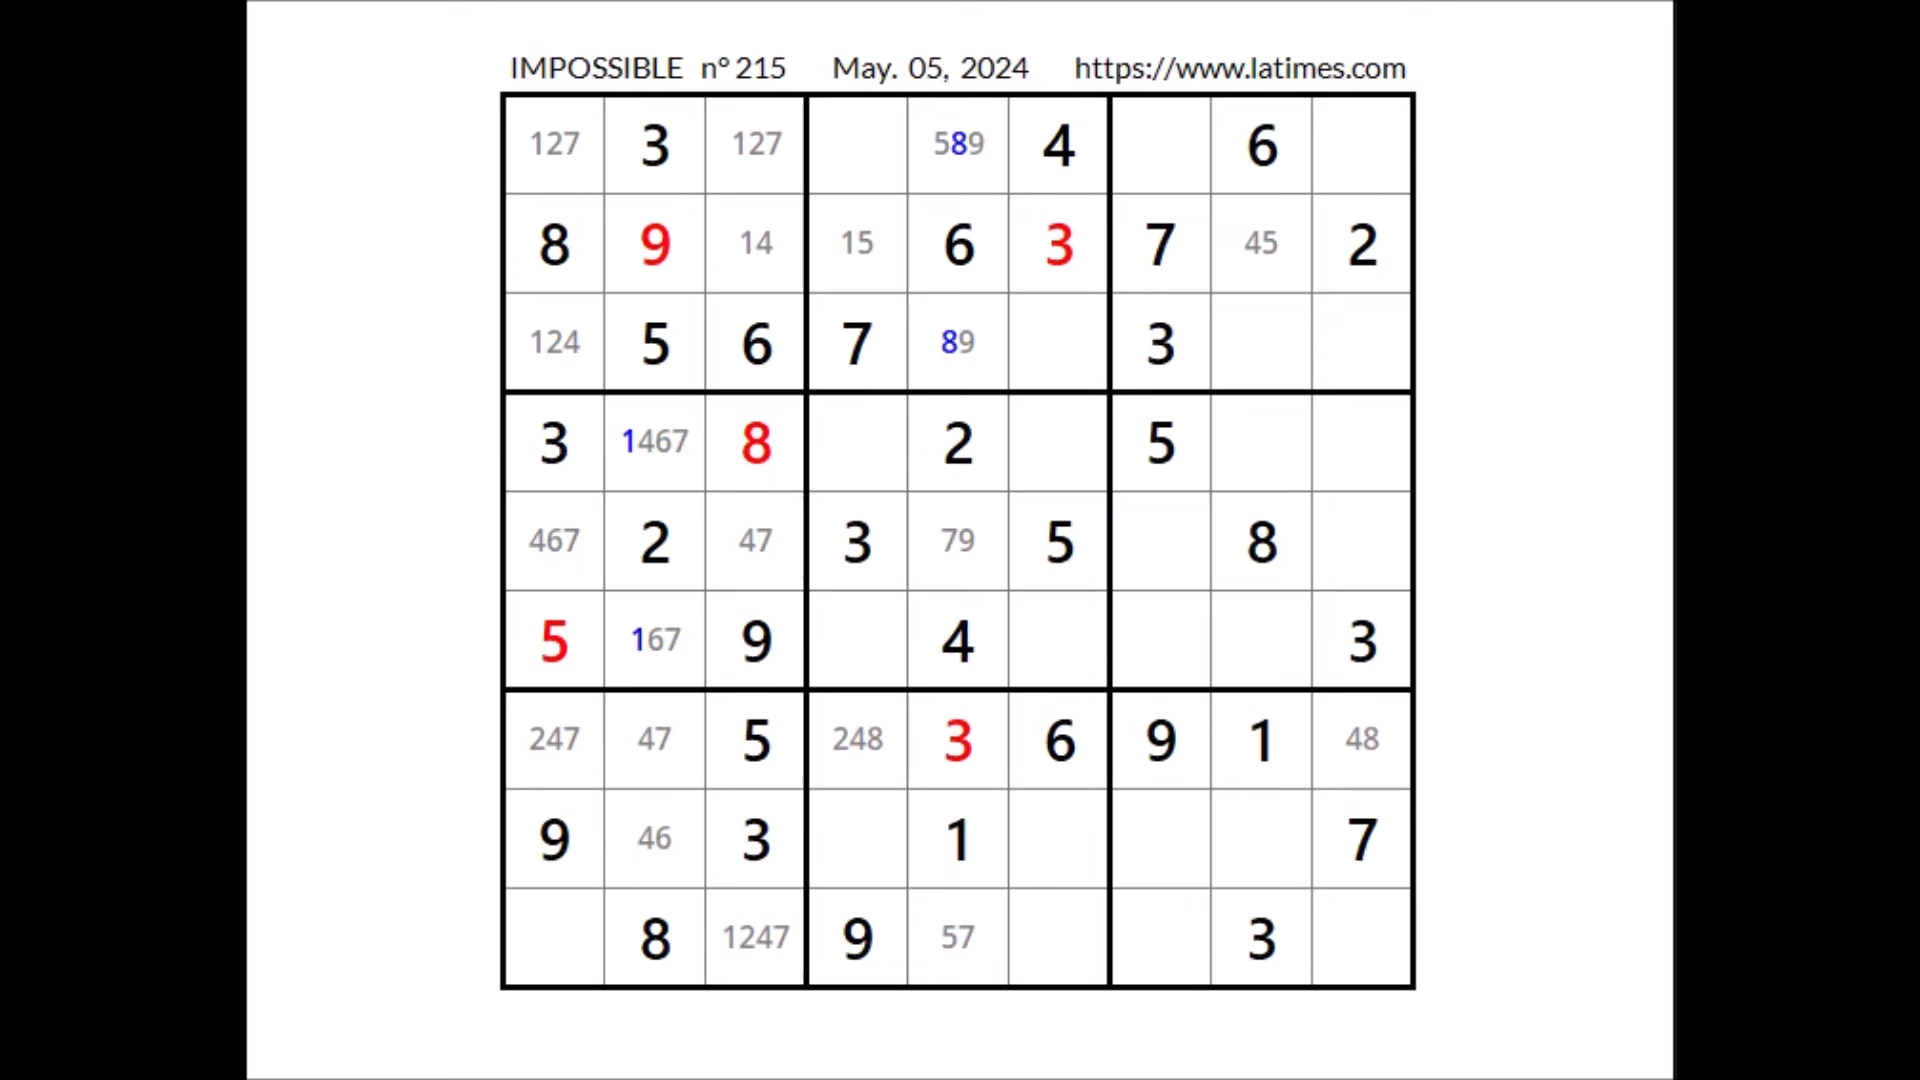 IMPOSSIBLE n° 215 May. 05, 2024 https://www.latimes.com
127 3 127 589 4 6
8 9 14 15 6 3 7 45 2
124 5 6 7 89 3
3 1467 8 2 5
467 2 47 3 79 5 8
5 167 9 4 3
247 47 5 248 3 6 9 1 48
9 46 3 1 7
8 1247 9 57 3